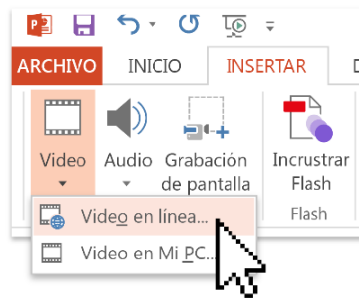 ARCHIVO INICIO INSERTAR
Video Audio Grabación de pantalla Incrustar Flash
Flash
Video en línea...
Video en Mi PC...